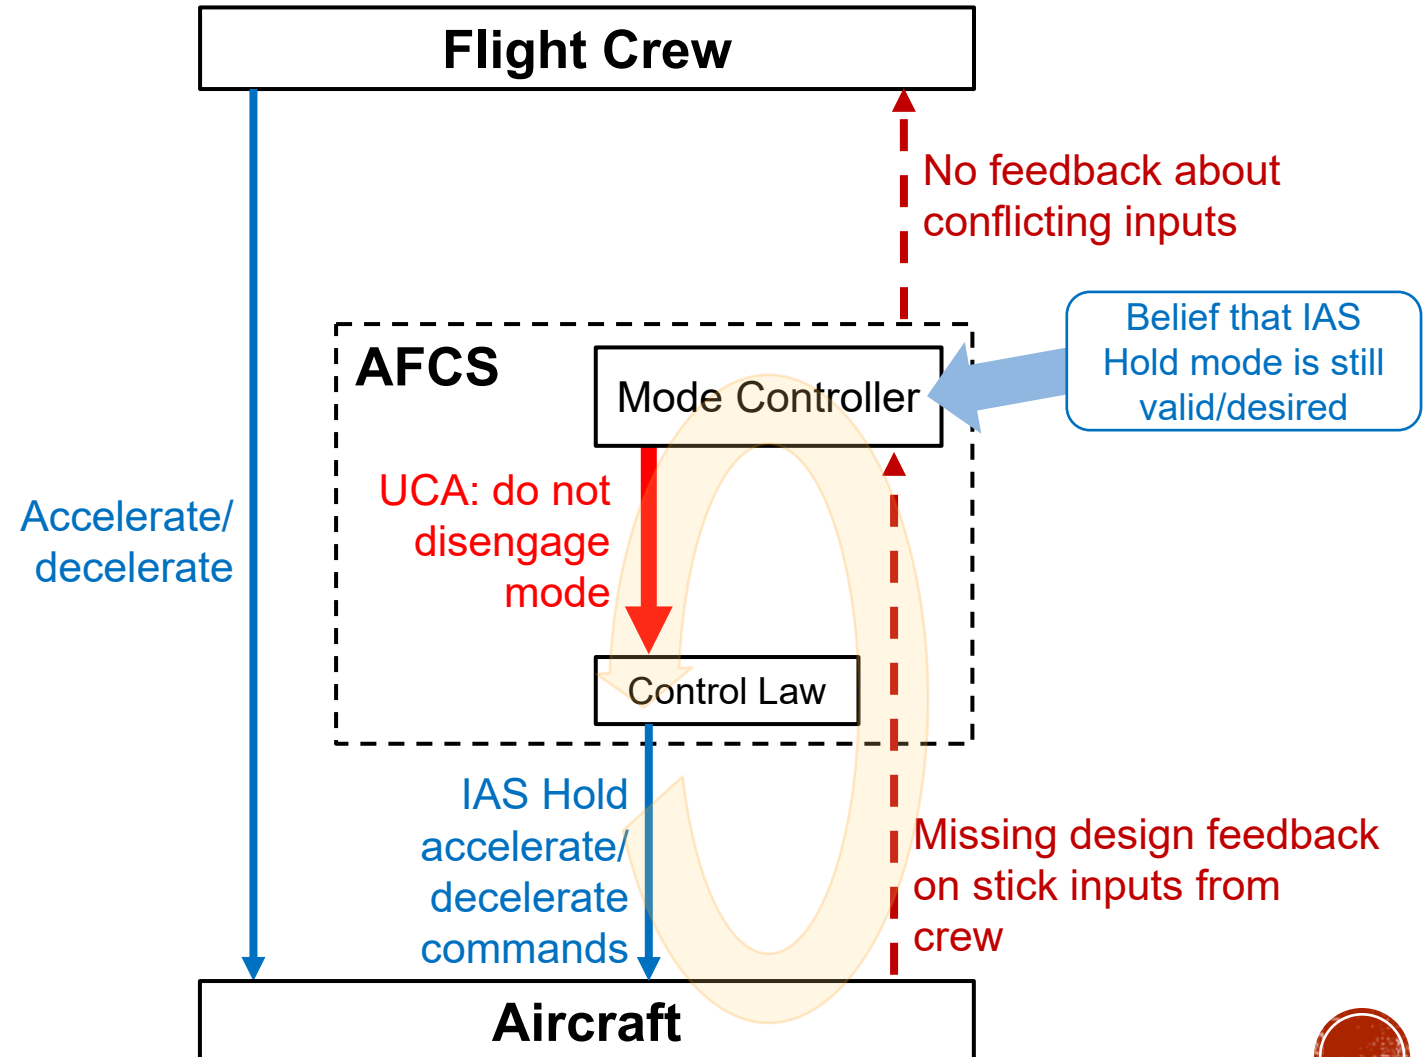 Flight Crew
No feedback about
conflicting inputs
Belief that IAS
Hold mode is still
valid/desired
AFCS
Mode Controller
UCA: do not
disengage
mode
Accelerate/
decelerate
Control Law
IAS Hold
accelerate/
decelerate
commands
Missing design feedback
on stick inputs from
crew
Aircraft